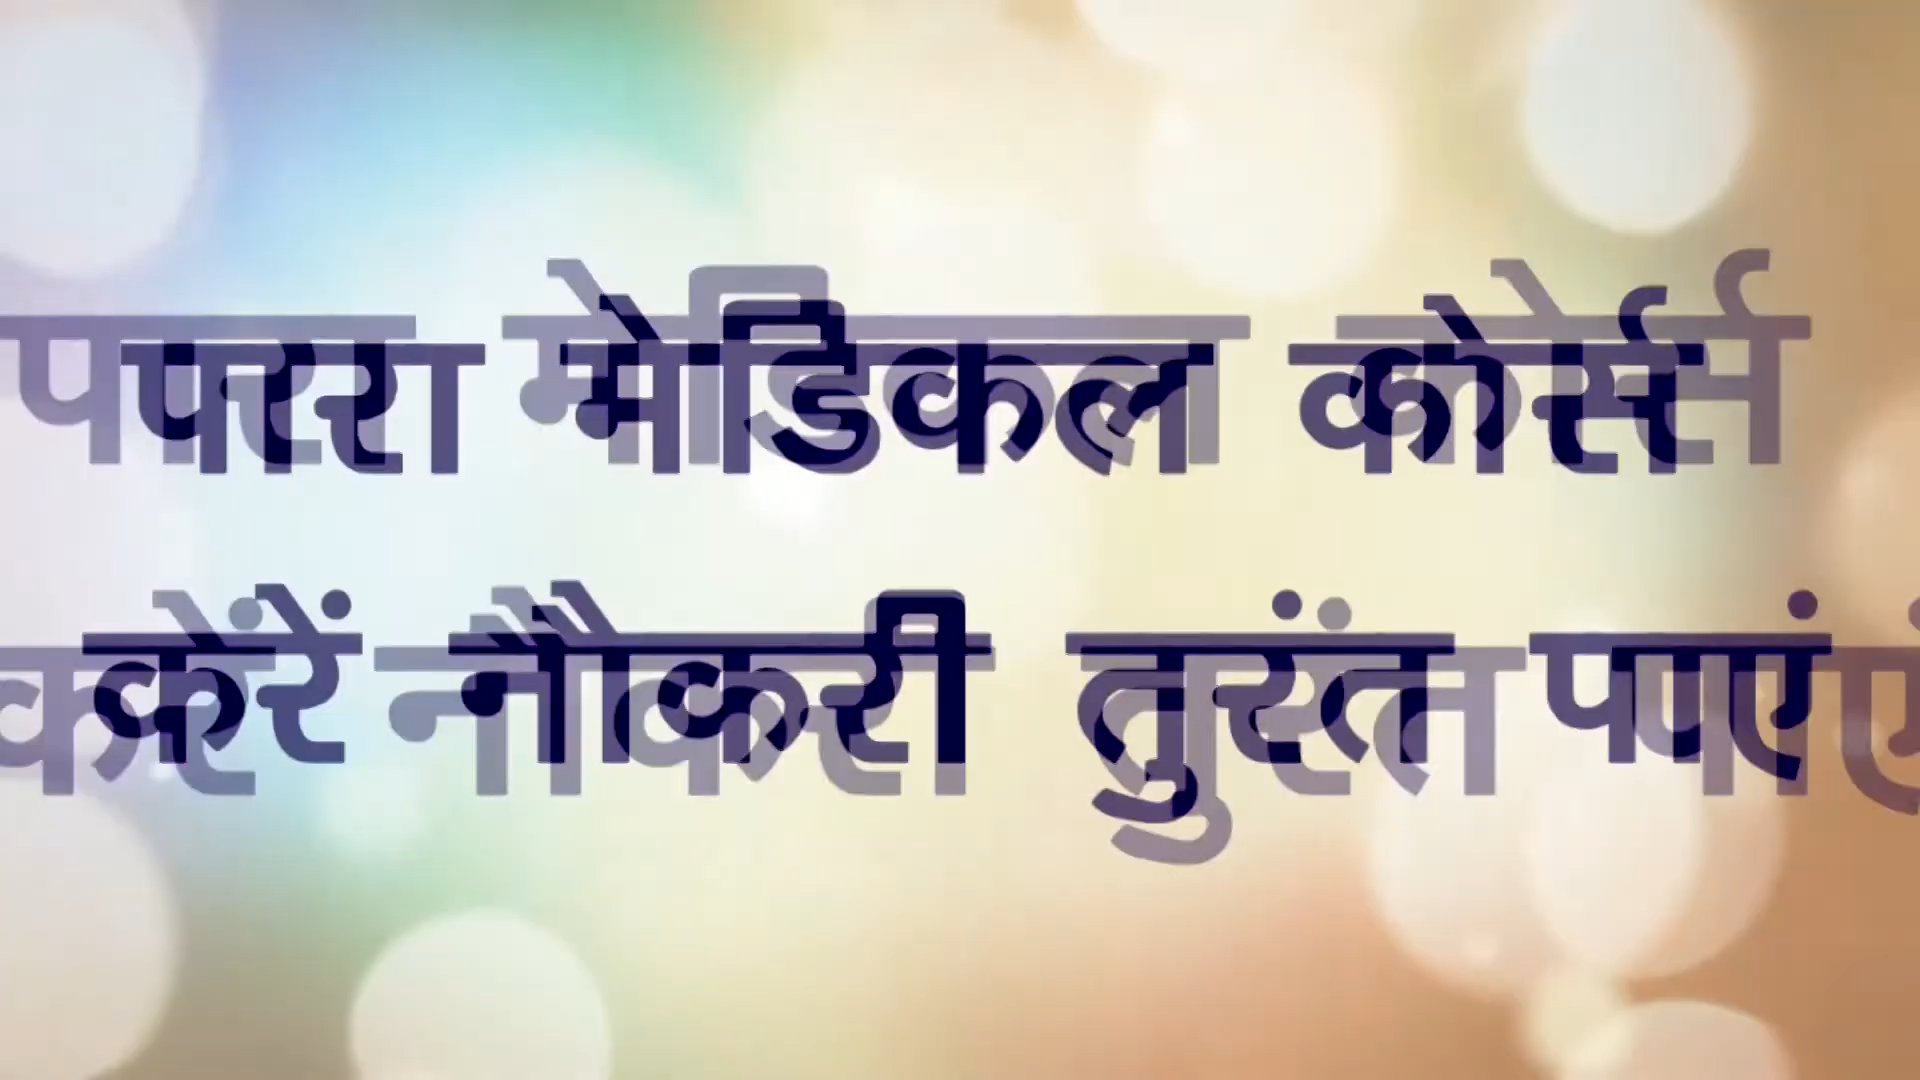 पारा मेडिकल कोर्स
करें नौकरी तुरंत पाएं